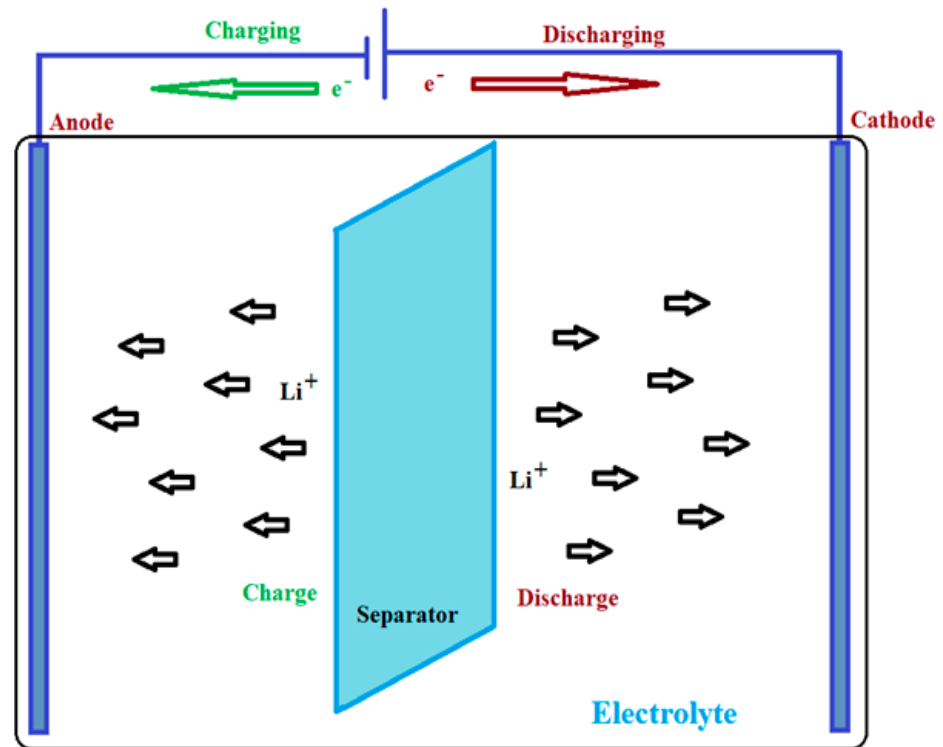 Charging
Discharging
e⁻
e⁻
Anode
Cathode
Li⁺
Li⁺
Charge
Discharge
Separator
Electrolyte